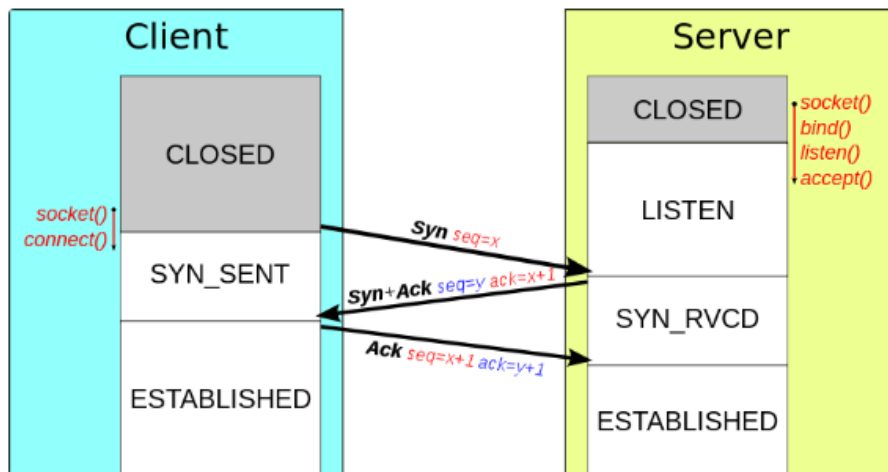 Client
CLOSED
socket()
connect()
SYN_SENT
ESTABLISHED
Syn seq=x
Syn+Ack seq=y ack=x+1
Ack seq=x+1 ack=y+1
Server
CLOSED
socket()
bind()
listen()
accept()
LISTEN
SYN_RVCD
ESTABLISHED